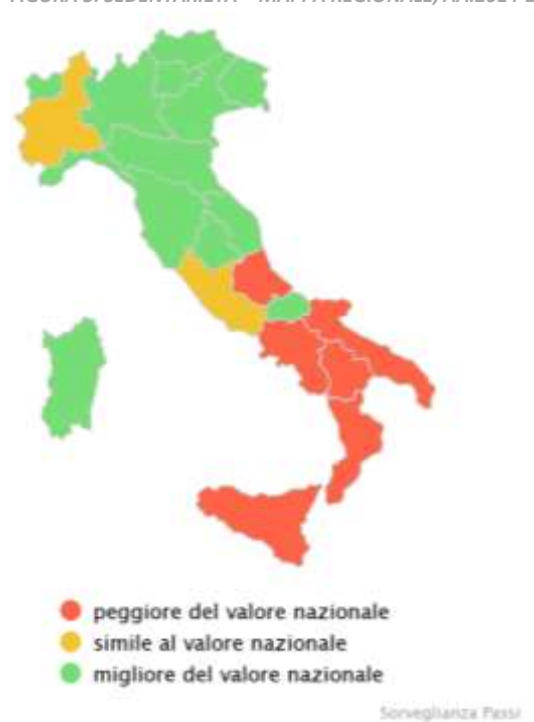 peggiore del valore nazionale
simile al valore nazionale
migliore del valore nazionale
Sorveglianza Passi